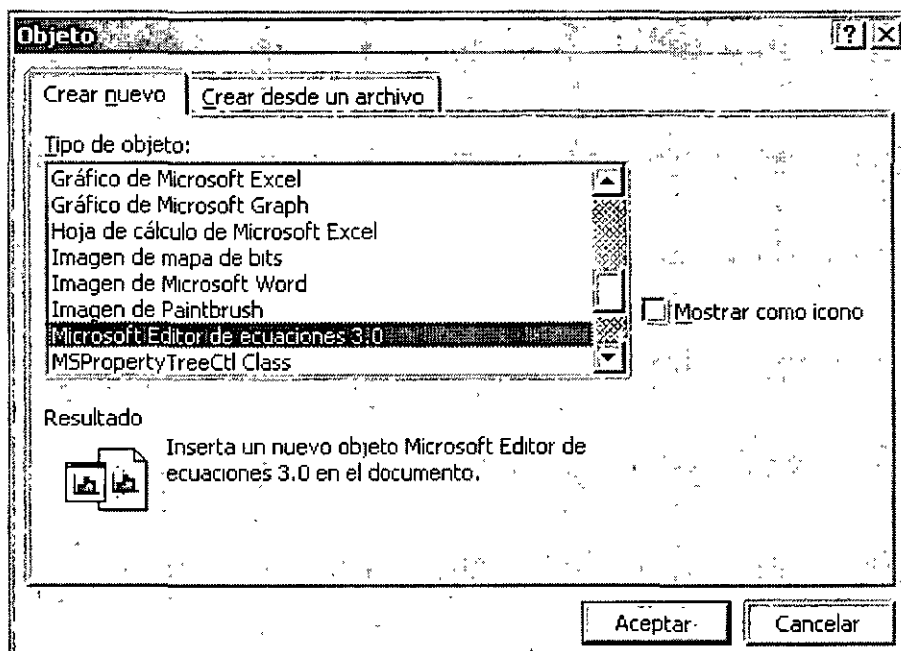 Objeto
Crear nuevo
Crear desde un archivo
Tipo de objeto:
Gráfico de Microsoft Excel
Gráfico de Microsoft Graph
Hoja de cálculo de Microsoft Excel
Imagen de mapa de bits
Imagen de Microsoft Word
Imagen de Paintbrush
Microsoft Editor de ecuaciones 3.0
MSPropertyTreeCtl Class
Mostrar como icono
Resultado
Inserta un nuevo objeto Microsoft Editor de
ecuaciones 3.0 en el documento.
Aceptar
Cancelar